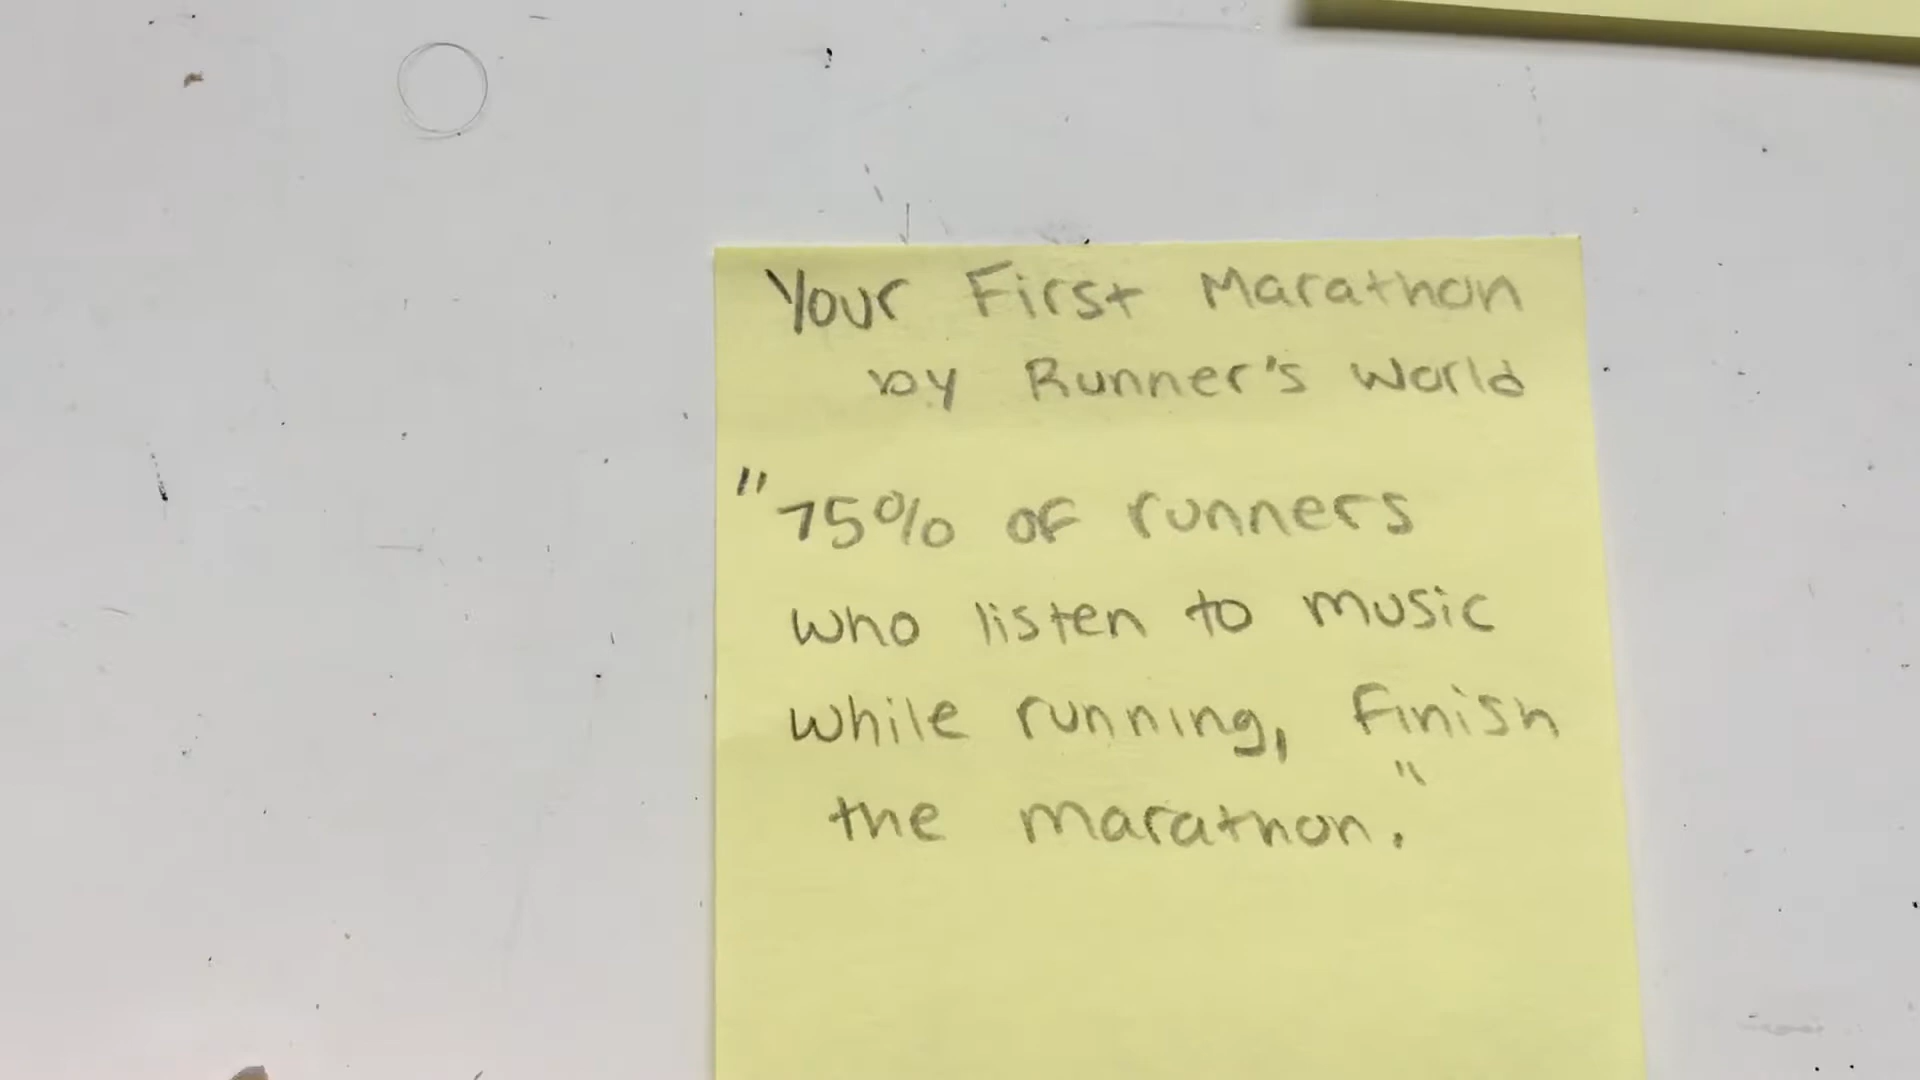 Your First Marathon
by Runner's World
"75% of runners
who listen to music
while running, finish
the marathon."